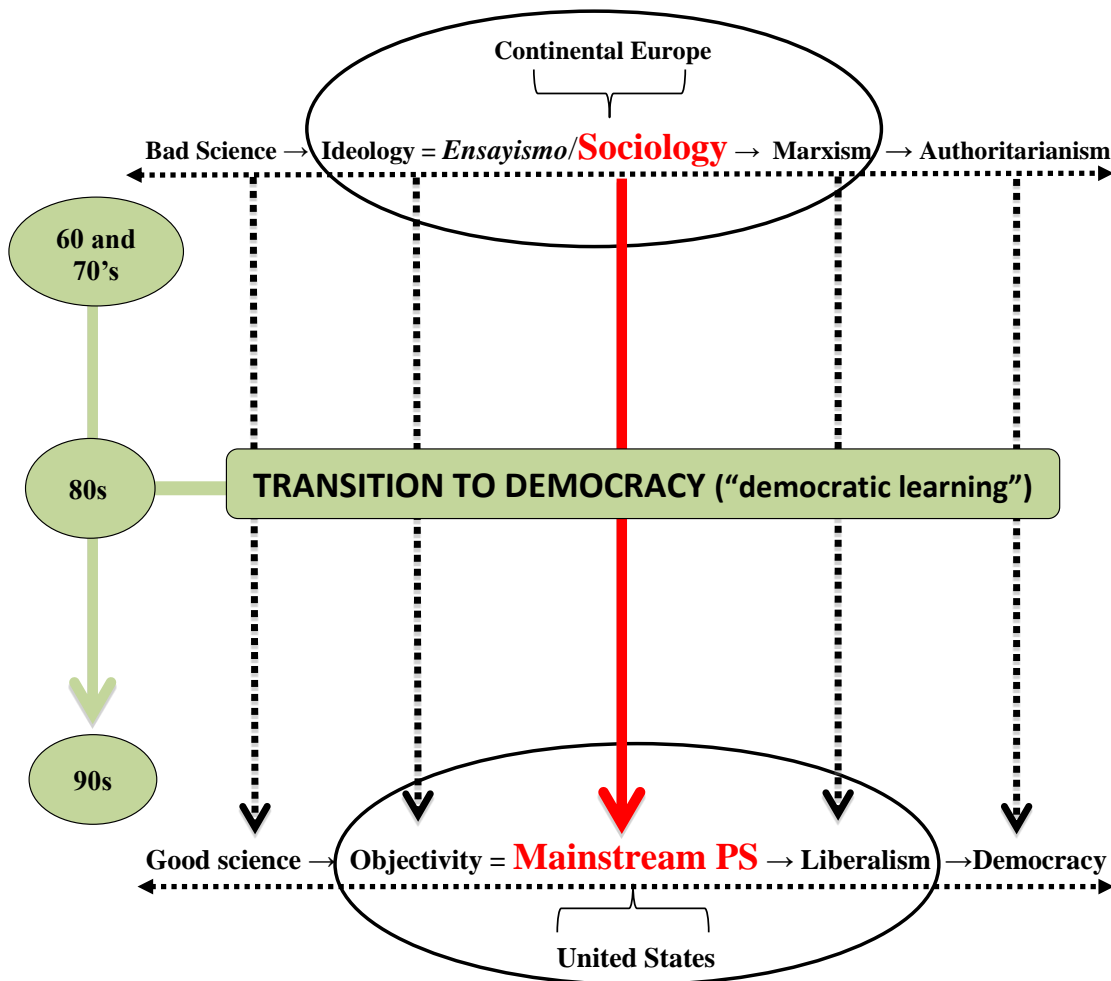 Continental Europe
Bad Science → Ideology = Ensayismo/Sociology → Marxism → Authoritarianism
60 and
70’s
80s
TRANSITION TO DEMOCRACY (“democratic learning”)
90s
Good science → Objectivity = Mainstream PS → Liberalism →Democracy
United States